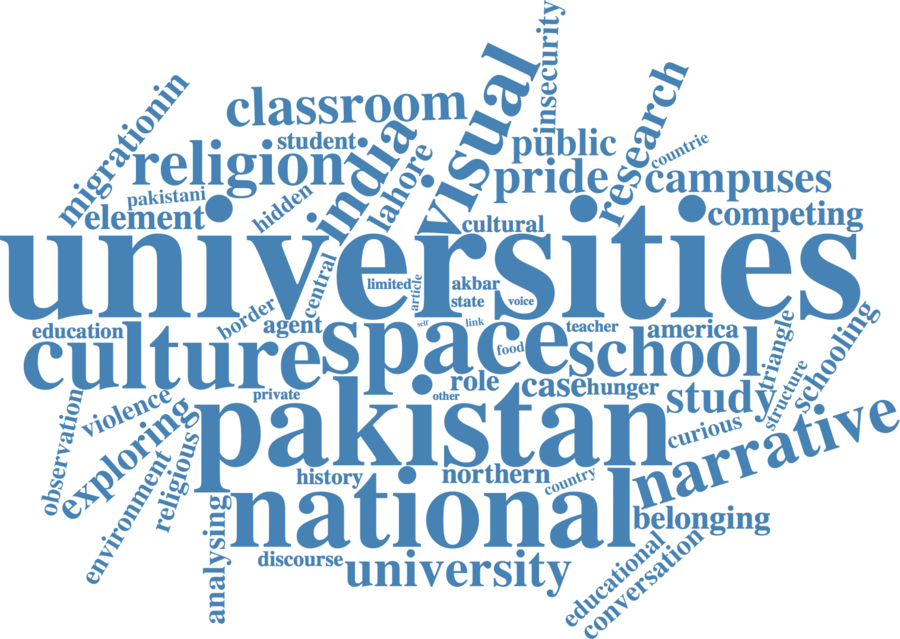 insecurity
migrationin
classroom
visual
research
student
public
countrie
religion
india
lahore
pride
campuses
pakistani
hidden
element
cultural
competing
universities
central
limited
article
akbar
state
voice
border
education
agent
self
link
teacher
america
triangle
schooling
culture
space
food
school
structure
private
role
other
case
hunger
study
observation
violence
exploring
pakistan
curious
narrative
environment
religious
history
northern
country
analysing
national
belonging
discourse
university
educational
conversation